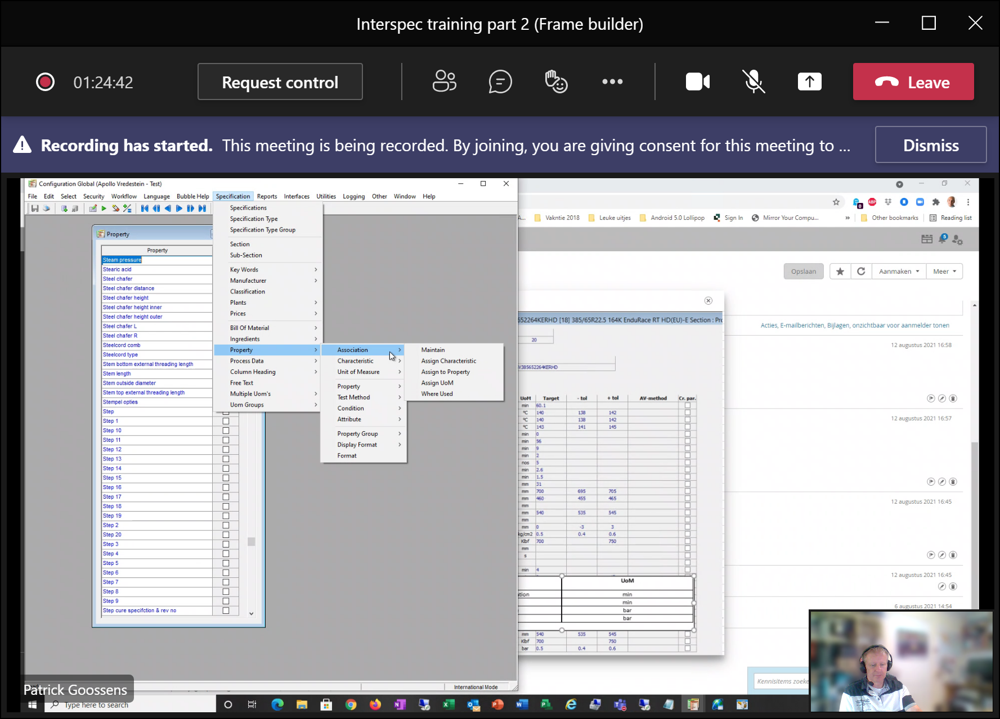 Interspec training part 2 (Frame builder)
01:24:42
Request control
Leave
Recording has started. This meeting is being recorded. By joining, you are giving consent for this meeting to ...
Dismiss
Configuration Global (Apollo Vredestein - Test)
File Edit Select Security Workflow Language Bubble Help Specification Reports Interfaces Utilities Logging Other Window Help
Specifications
Specification Type
Specification Type Group
Section
Sub-Section
Key Words
Manufacturer
Classification
Plants
Prices
Bill Of Material
Ingredients
Property
Process Data
Column Heading
Free Text
Multiple Uom's
Uom Groups
Association
Characteristic
Unit of Measure
Property
Test Method
Condition
Attribute
Property Group
Display Format
Format
Maintain
Assign Characteristic
Assign to Property
Assign UoM
Where Used
Property
Property
Steam pressure
Stearic acid
Steel chafer
Steel chafer distance
Steel chafer height
Steel chafer height inner
Steel chafer height outer
Steel chafer L
Steel chafer R
Steelcord comb
Steelcord type
Stem bottom external threading length
Stem length
Stem outside diameter
Stem top external threading length
Stempel opties
Step
Step 1
Step 10
Step 11
Step 12
Step 13
Step 14
Step 15
Step 16
Step 17
Step 18
Step 19
Step 2
Step 20
Step 3
Step 4
Step 5
Step 6
Step 7
Step 8
Step 9
Step cure specifction & rev no
International Mode
ABP
0
A... Vakntie 2018 Leuke uitjes Android 5.0 Lollipop Sign In Mirror Your Compu... » Other bookmarks Reading list
5
Opslaan Aanmaken Meer
652264KERHD [18] 385/65R22.5 164K EnduRace RT HD(EU)-E Section : Pro
20
V385652264KERHD
UoM Target - tol + tol AV-method Cr. par.
min 60.1
°C 140 138 142
°C 140 138 142
°C 143 141 145
min 0
min 56
min 9
min 2
nos 5
min 2.6
min 1.5
mm 31
mm 700 695 705
mm 460 455 465
mm
mm 540 535 545
mm
mm 0 -3 3
kg/cm2 0.5 0.4 0.6
Klbf 700 750
mm
s
min 4
UoM
ation min
min
bar
bar
mm 540 535 545
Klbf 700 750
bar 0.5 0.4 0.6
Acties, E-mailberichten, Bijlagen, onzichtbaar voor aanmelder tonen
12 augustus 2021 16:58
12 augustus 2021 16:57
12 augustus 2021 16:45
12 augustus 2021 16:45
6 augustus 2021 14:54
Kennisitems zoeke
Patrick Goossens
Type here to search